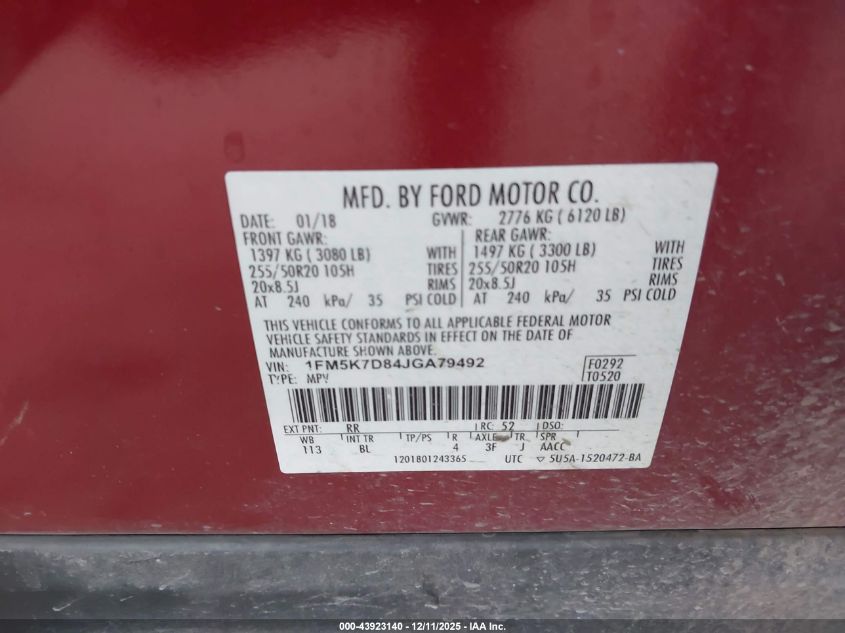 MFD. BY FORD MOTOR CO.
DATE: 01/18 GVWR: 2776 KG ( 6120 LB)
FRONT GAWR: REAR GAWR:
1397 KG ( 3080 LB) WITH 1497 KG ( 3300 LB) WITH
255/50R20 105H TIRES 255/50R20 105H TIRES
20x8.5J RIMS 20x8.5J RIMS
AT 240 kPa/ 35 PSI COLD AT 240 kPa/ 35 PSI COLD
THIS VEHICLE CONFORMS TO ALL APPLICABLE FEDERAL MOTOR
VEHICLE SAFETY STANDARDS IN EFFECT ON THE DATE OF
MANUFACTURE SHOWN ABOVE.
VIN: 1FM5K7D84JGA79492 F0292
TYPE: MPV T0520
EXT PNT: RR RC: 52 DSO:
WB INT TR TP/PS R AXLE TR SPR
113 BL 4 3F J AACC
1201801243365 UTC ▽ 5U5A-1520472-BA
000-43923140 - 12/11/2025 - IAA Inc.